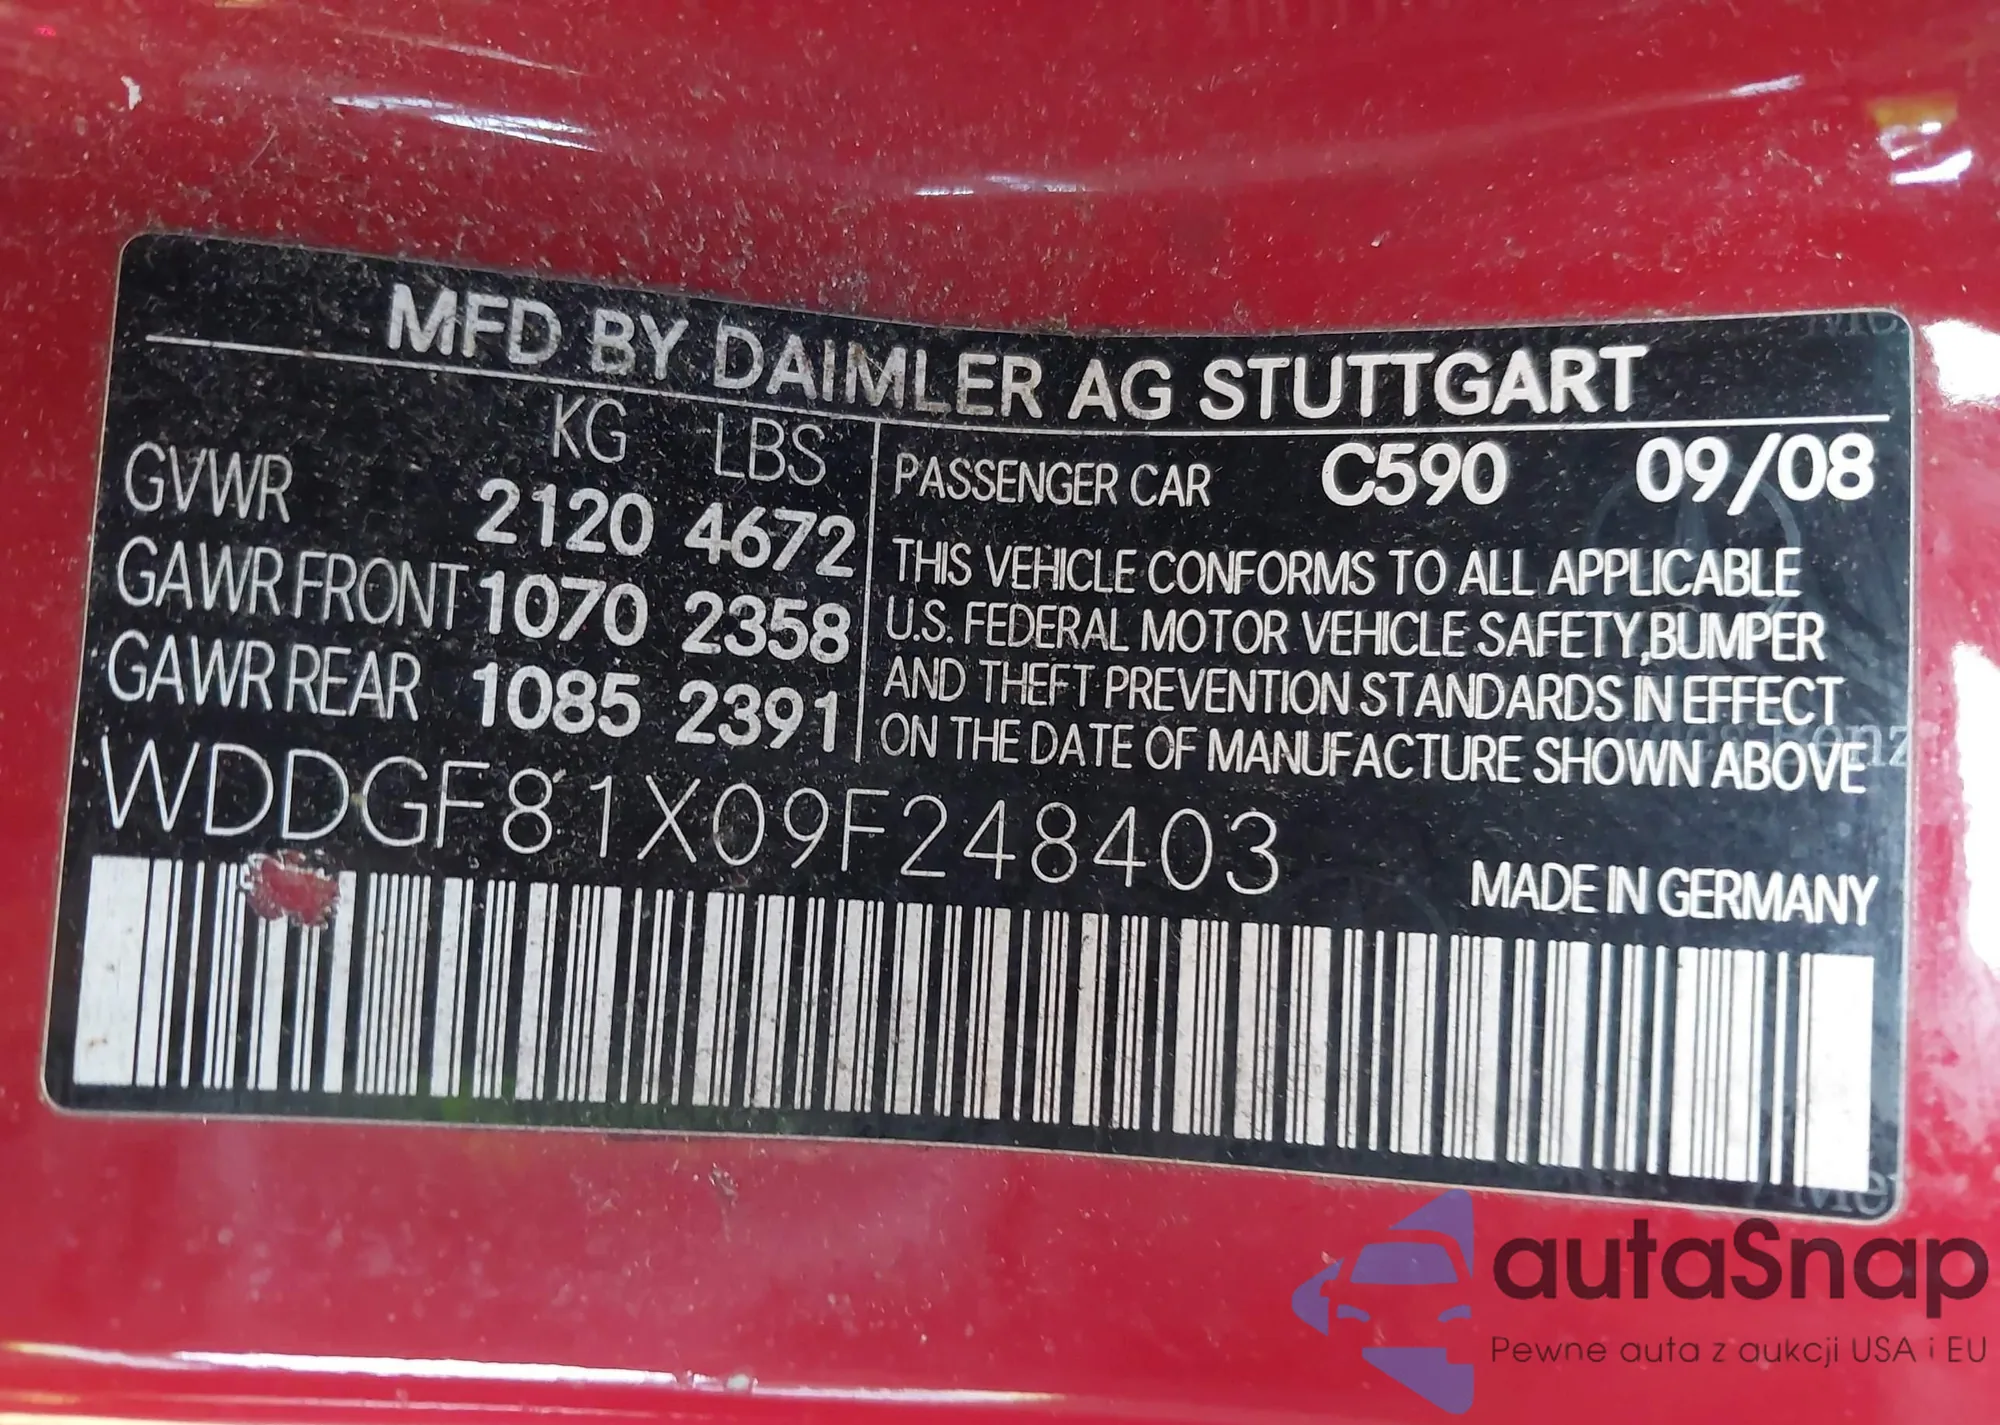 MFD BY DAIMLER AG STUTTGART
KG LBS
GVWR 2120 4672
GAWR FRONT 1070 2358
GAWR REAR 1085 2391
PASSENGER CAR C590 09/08
THIS VEHICLE CONFORMS TO ALL APPLICABLE
U.S. FEDERAL MOTOR VEHICLE SAFETY,BUMPER
AND THEFT PREVENTION STANDARDS IN EFFECT
ON THE DATE OF MANUFACTURE SHOWN ABOVE
WDDGF81X09F248403
MADE IN GERMANY
autaSnap
Pewne auta z aukcji USA i EU